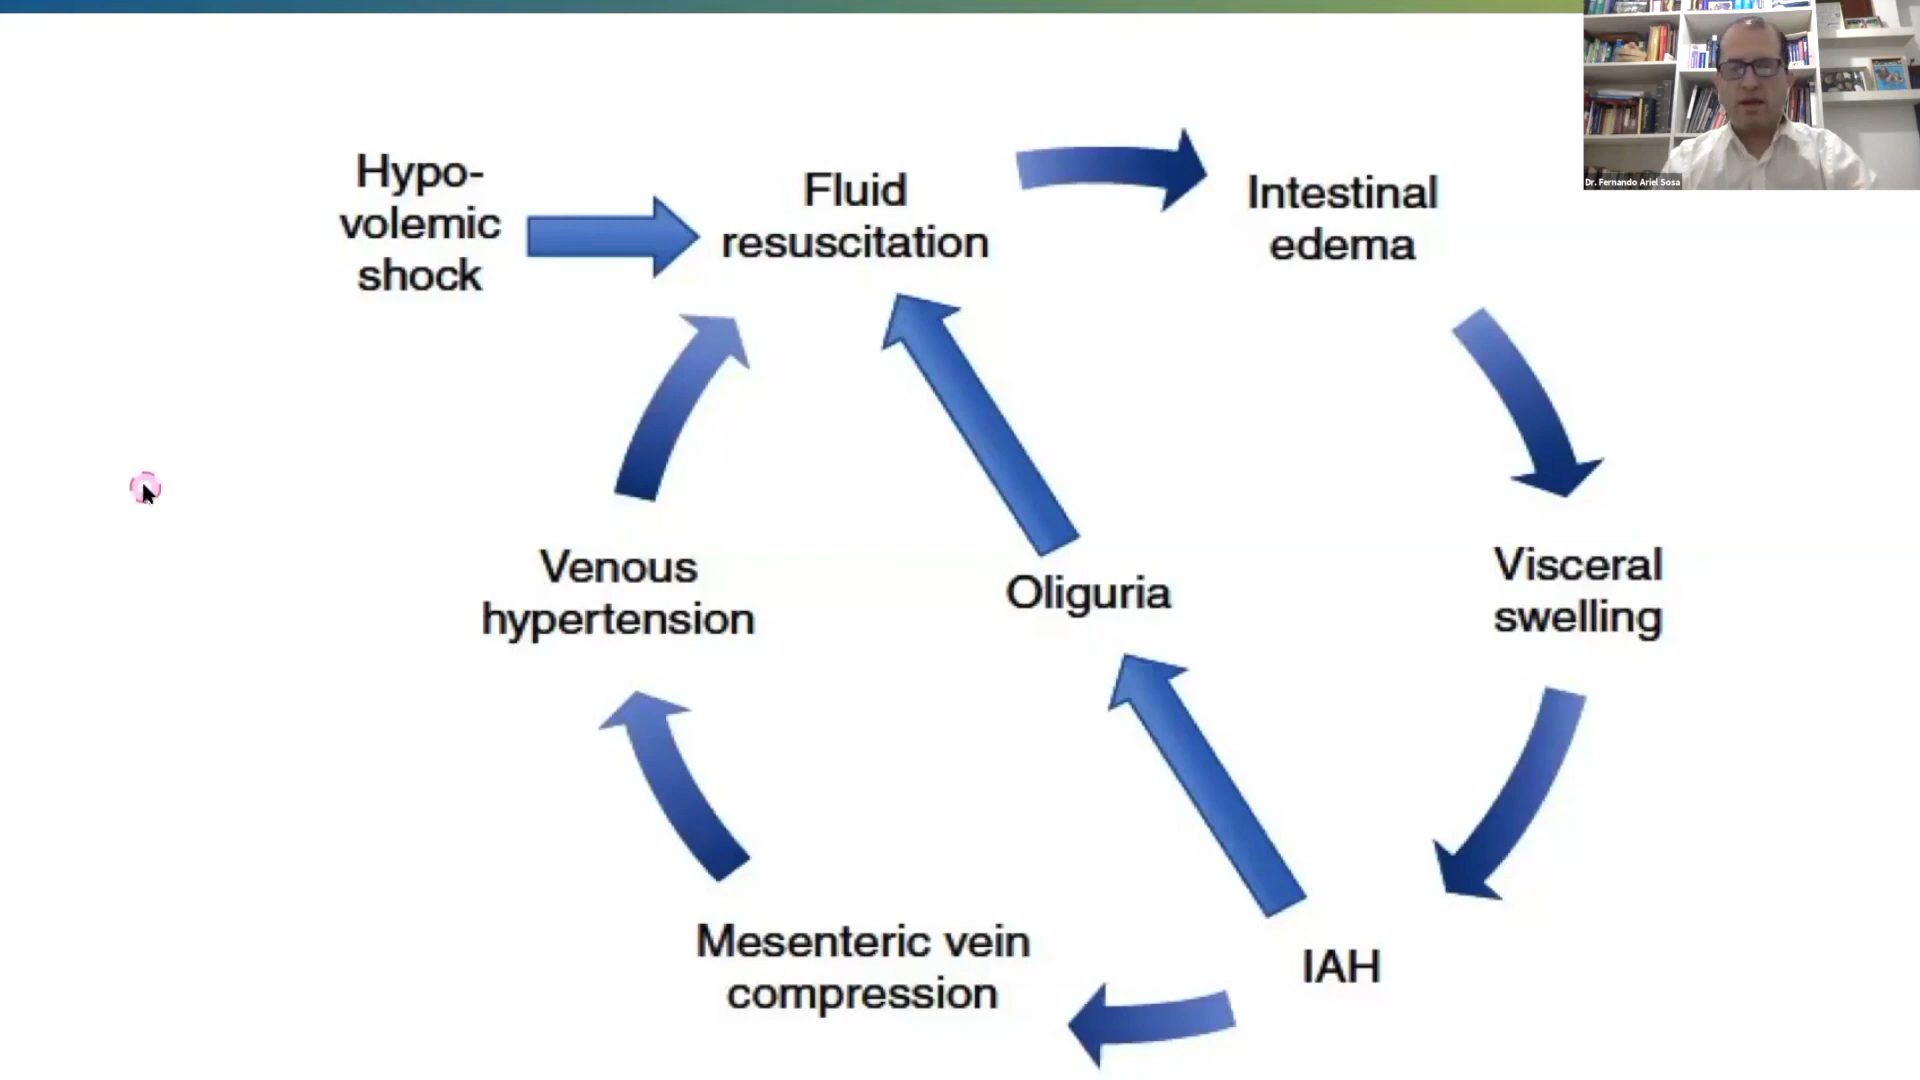 Dr. Fernando Ariel Sosa
Hypo-
volemic
shock
Fluid
resuscitation
Intestinal
edema
Venous
hypertension
Oliguria
Visceral
swelling
Mesenteric vein
compression
IAH